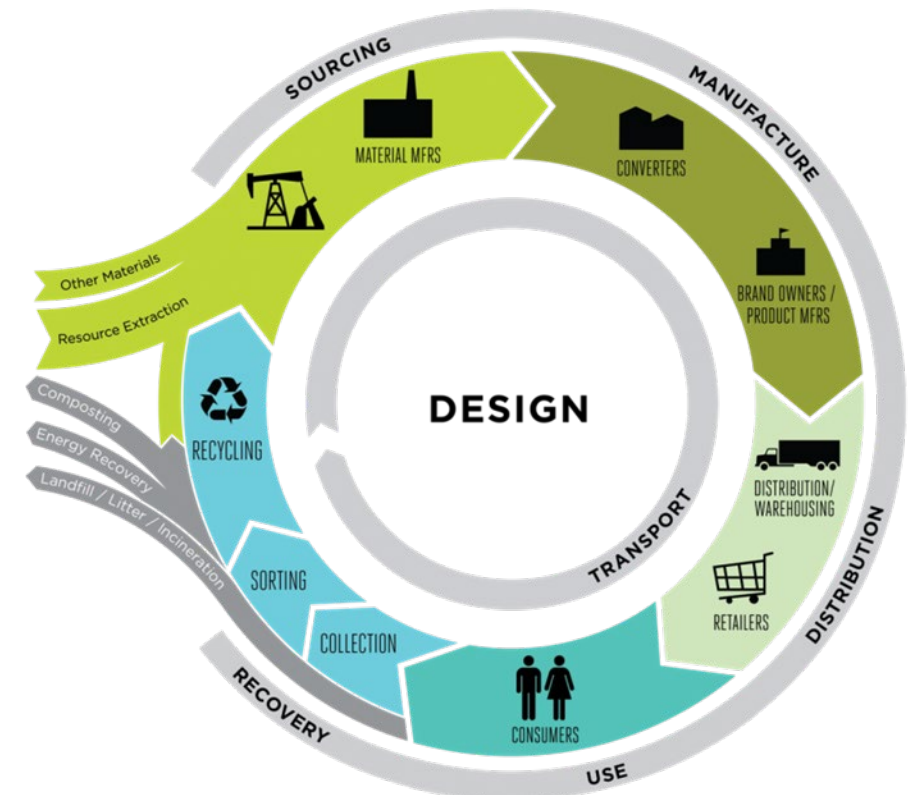 SOURCING
MANUFACTURE
MATERIAL MFRS
CONVERTERS
BRAND OWNERS /
PRODUCT MFRS
Other Materials
Resource Extraction
Composting
Energy Recovery
Landfill / Litter / Incineration
RECYCLING
DESIGN
DISTRIBUTION/
WAREHOUSING
TRANSPORT
DISTRIBUTION
SORTING
RETAILERS
COLLECTION
RECOVERY
CONSUMERS
USE